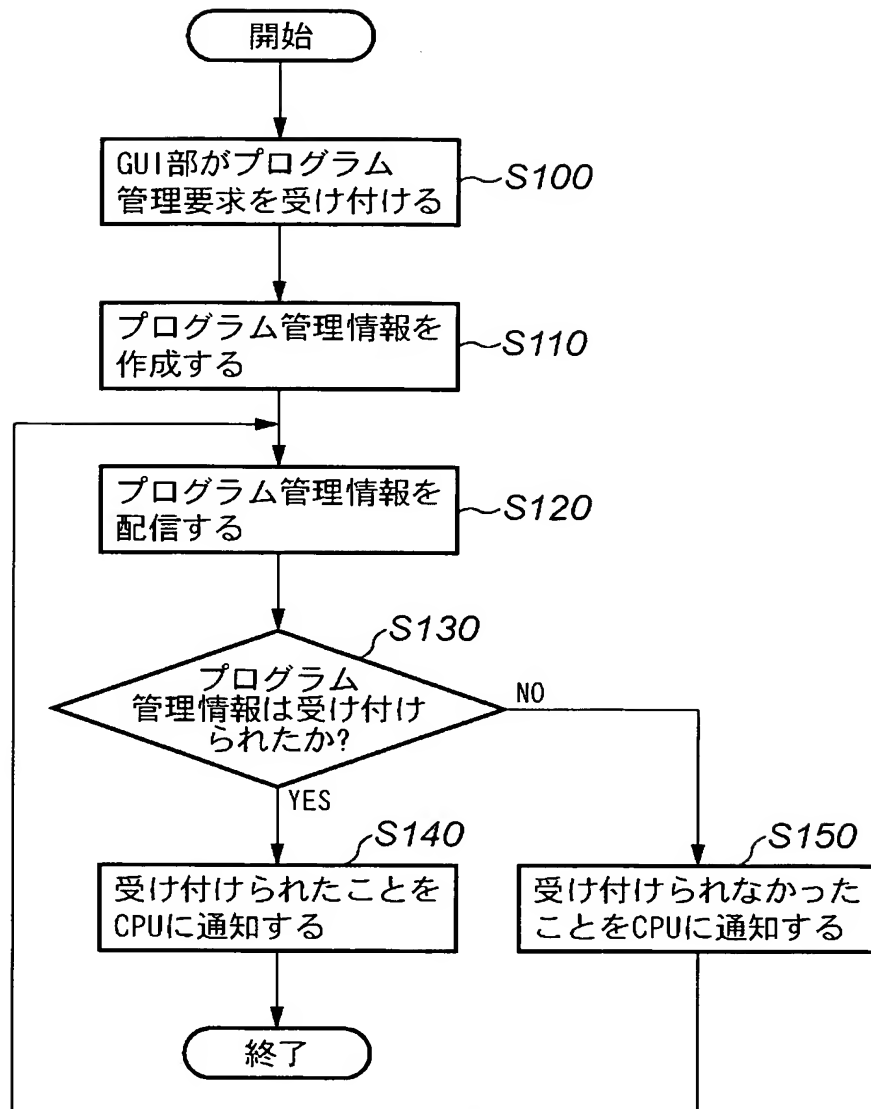 開始
GUI部がプログラム
管理要求を受け付ける
S100
プログラム管理情報を
作成する
S110
プログラム管理情報を
配信する
S120
S130
プログラム
管理情報は受け付け
られたか?
NO
YES
S140
受け付けられたことを
CPUに通知する
S150
受け付けられなかった
ことをCPUに通知する
終了